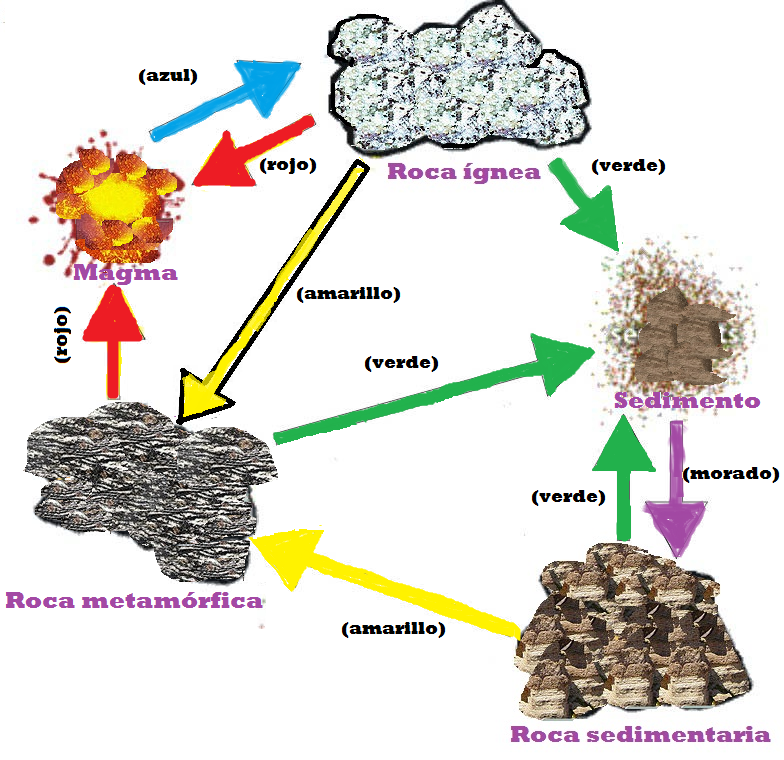 (azul)
(rojo)
Roca ígnea
(verde)
Magma
(amarillo)
(rojo)
(verde)
Sedimento
(morado)
(verde)
Roca metamórfica
(amarillo)
Roca sedimentaria